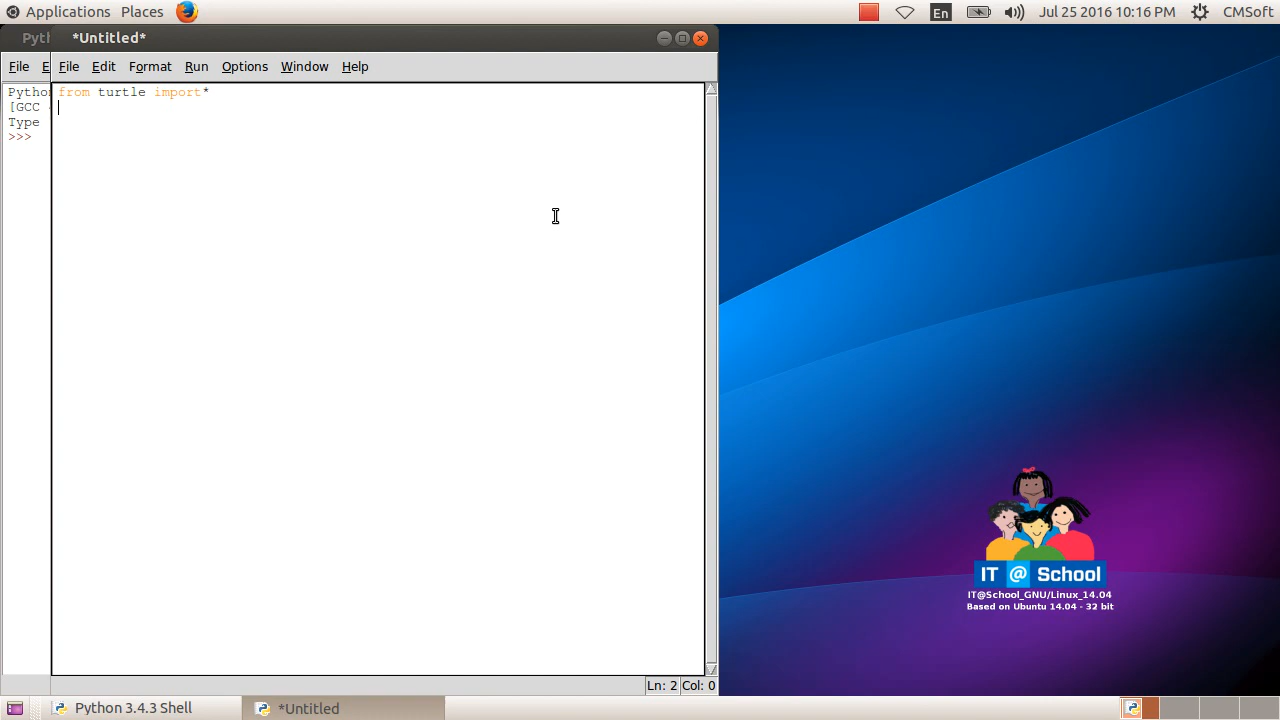 Applications Places En Jul 25 2016 10:16 PM CMSoft
Pyth *Untitled*
File E File Edit Format Run Options Window Help
Python from turtle import*
[GCC
Type
>>>
IT @ School
IT@School_GNU/Linux_14.04
Based on Ubuntu 14.04 - 32 bit
Ln: 2 Col: 0
Python 3.4.3 Shell *Untitled